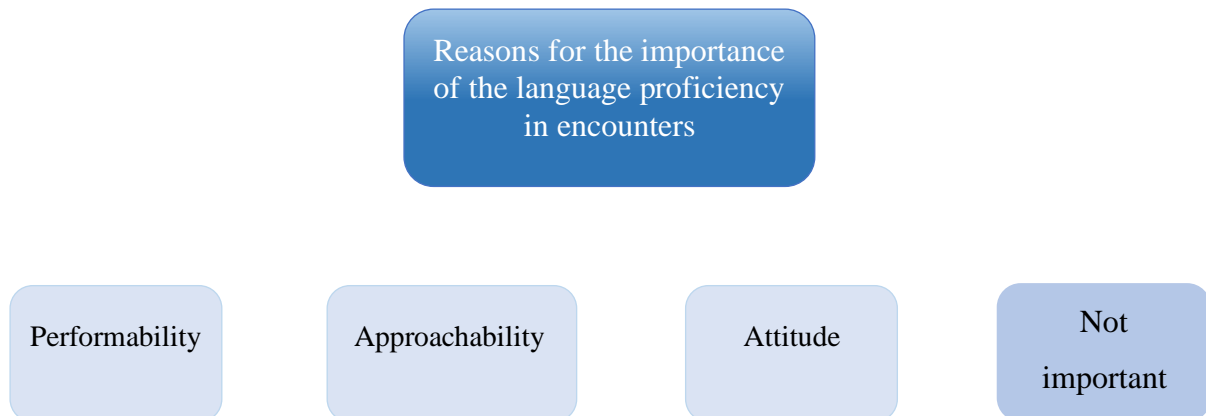 Reasons for the importance
of the language proficiency
in encounters
Performability
Approachability
Attitude
Not
important